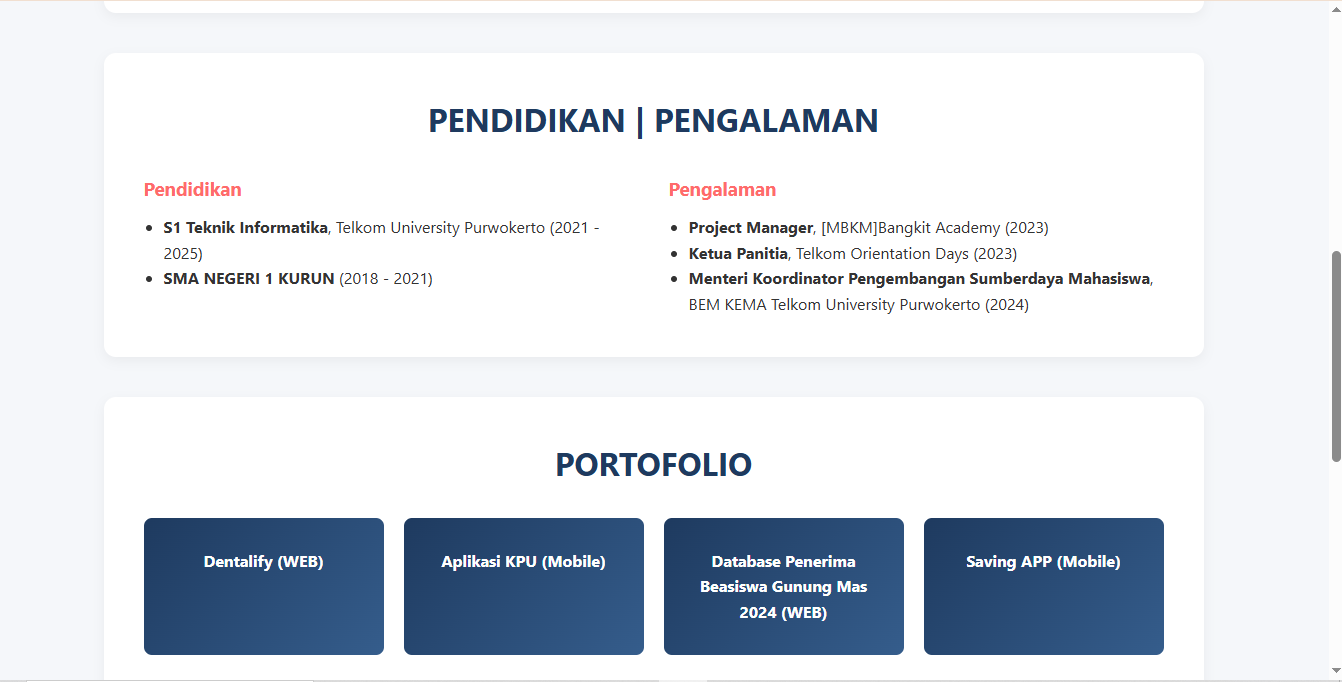 PENDIDIKAN | PENGALAMAN
Pendidikan
S1 Teknik Informatika, Telkom University Purwokerto (2021 -
2025)
SMA NEGERI 1 KURUN (2018 - 2021)
Pengalaman
Project Manager, [MBKM]Bangkit Academy (2023)
Ketua Panitia, Telkom Orientation Days (2023)
Menteri Koordinator Pengembangan Sumberdaya Mahasiswa,
BEM KEMA Telkom University Purwokerto (2024)
PORTOFOLIO
Dentalify (WEB)
Aplikasi KPU (Mobile)
Database Penerima
Beasiswa Gunung Mas
2024 (WEB)
Saving APP (Mobile)